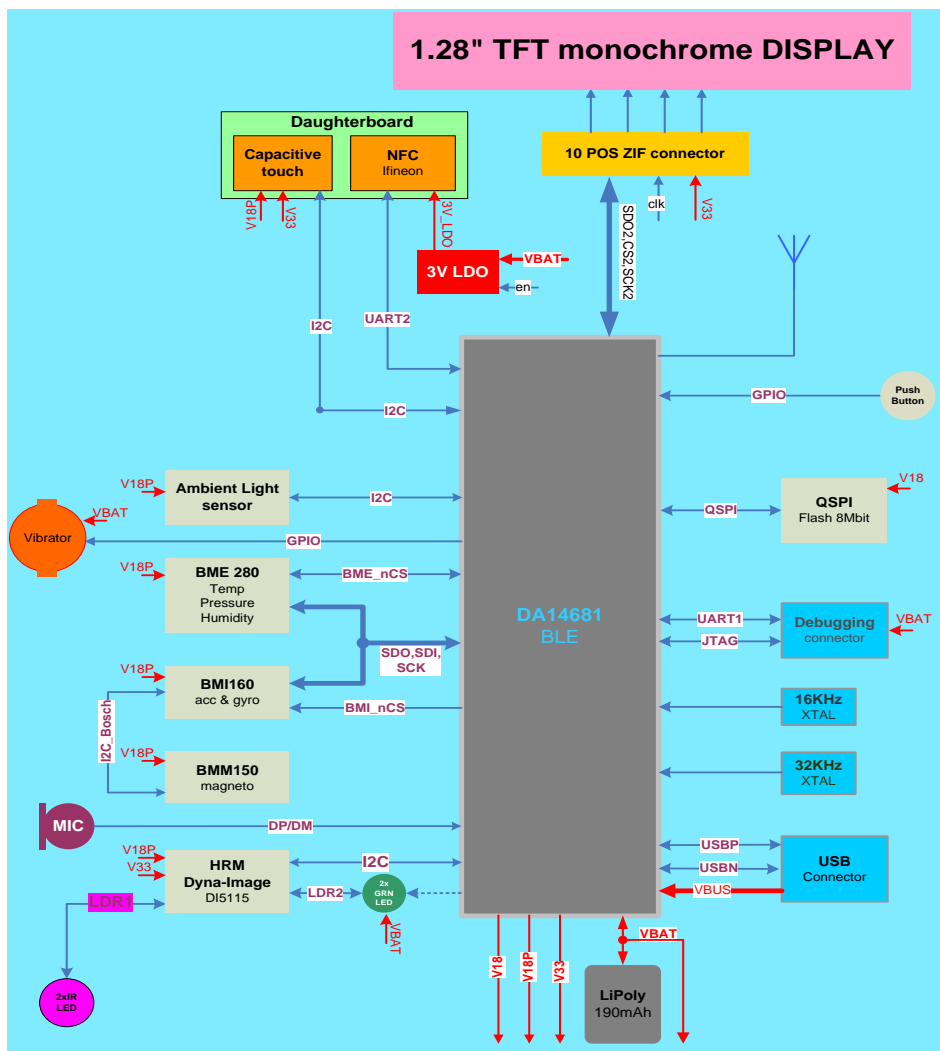 1.28" TFT monochrome DISPLAY
Daughterboard
Capacitive
touch
NFC
Ifineon
10 POS ZIF connector
V18P
V33
3V_LDO
SDO2,CS2,SCK2
clk
V33
3V LDO
VBAT
en
I2C
UART2
I2C
GPIO
Push
Button
V18P
Ambient Light
sensor
I2C
QSPI
QSPI
Flash 8Mbit
V18
VBAT
Vibrator
GPIO
V18P
BME 280
Temp
Pressure
Humidity
BME_nCS
DA14681
BLE
UART1
JTAG
Debugging
connector
VBAT
SDO,SDI,
SCK
V18P
BMI160
acc & gyro
BMI_nCS
16KHz
XTAL
I2C_Bosch
V18P
BMM150
magneto
32KHz
XTAL
MIC
DP/DM
V18P
V33
HRM
Dyna-Image
DI5115
I2C
LDR2
2x
GRN
LED
VBAT
USBP
USBN
VBUS
USB
Connector
LDR1
2xIR
LED
V18
V18P
V33
VBAT
LiPoly
190mAh